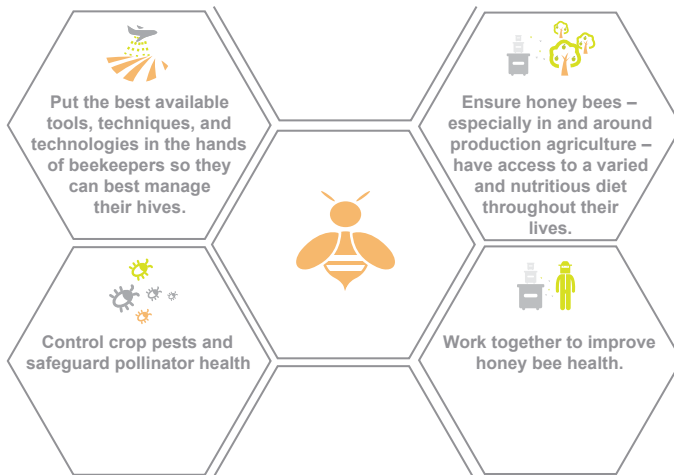 Put the best available
tools, techniques, and
technologies in the hands
of beekeepers so they
can best manage
their hives.
Ensure honey bees –
especially in and around
production agriculture –
have access to a varied
and nutritious diet
throughout their
lives.
Control crop pests and
safeguard pollinator health
Work together to improve
honey bee health.